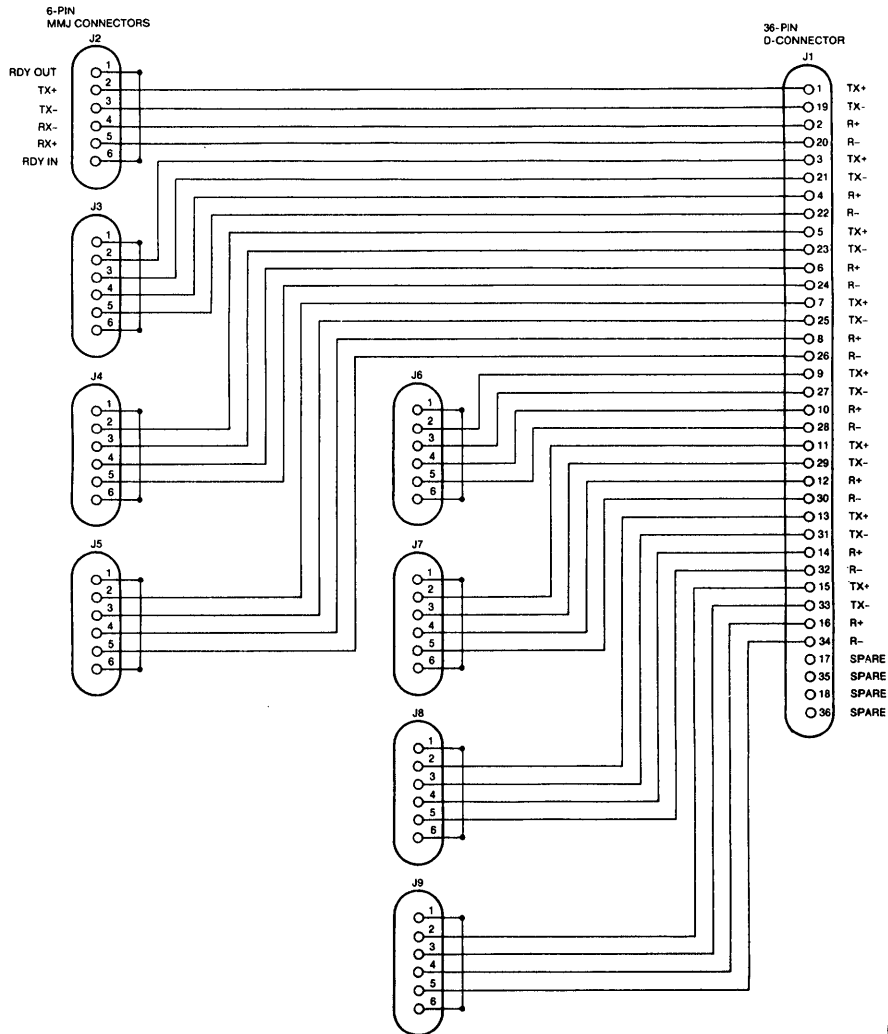 6-PIN
MMJ CONNECTORS
J2
RDY OUT 1
TX+ 2
TX- 3
RX- 4
RX+ 5
RDY IN 6
J3
1
2
3
4
5
6
J4
1
2
3
4
5
6
J5
1
2
3
4
5
6
J6
1
2
3
4
5
6
J7
1
2
3
4
5
6
J8
1
2
3
4
5
6
J9
1
2
3
4
5
6
36-PIN
D-CONNECTOR
J1
1 TX+
19 TX-
2 R+
20 R-
3 TX+
21 TX-
4 R+
22 R-
5 TX+
23 TX-
6 R+
24 R-
7 TX+
25 TX-
8 R+
26 R-
9 TX+
27 TX-
10 R+
28 R-
11 TX+
29 TX-
12 R+
30 R-
13 TX+
31 TX-
14 R+
32 R-
15 TX+
33 TX-
16 R+
34 R-
17 SPARE
35 SPARE
18 SPARE
36 SPARE